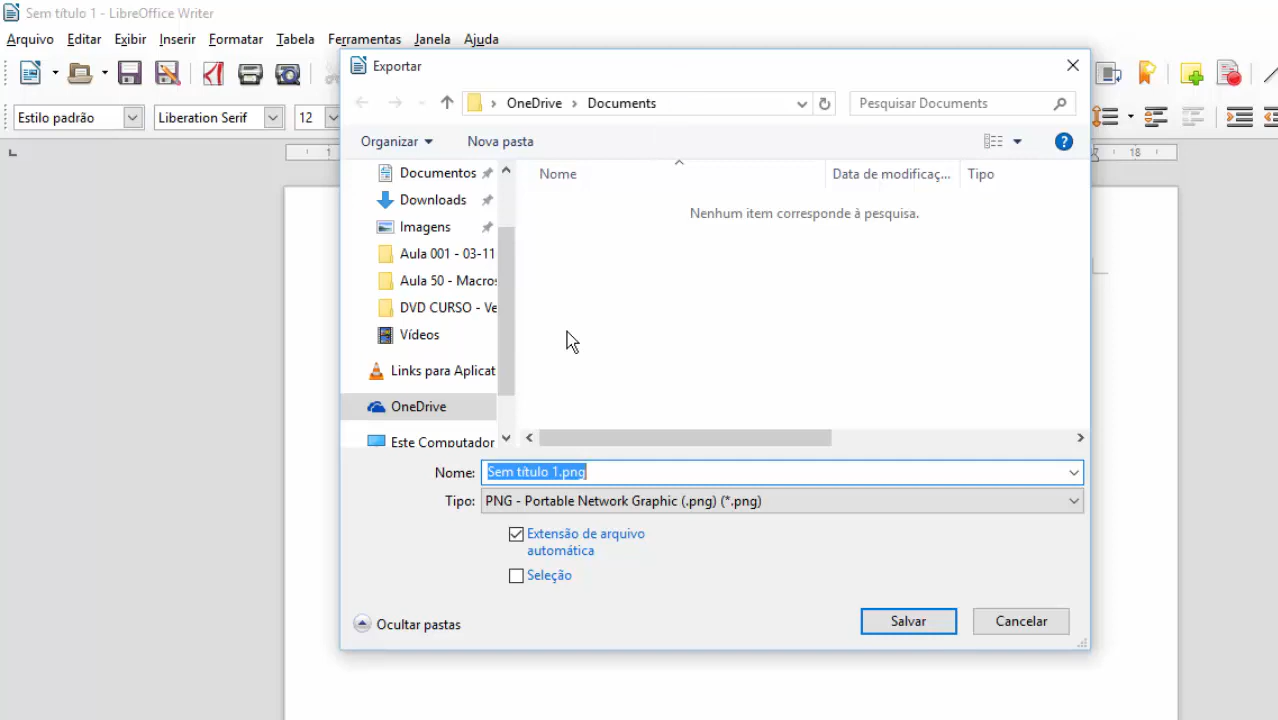 Sem título 1 - LibreOffice Writer
Arquivo Editar Exibir Inserir Formatar Tabela Ferramentas Janela Ajuda
Estilo padrão Liberation Serif 12
1 18
Exportar
OneDrive Documents Pesquisar Documents
Organizar Nova pasta
Nome Data de modificaç... Tipo
Nenhum item corresponde à pesquisa.
Documentos
Downloads
Imagens
Aula 001 - 03-11
Aula 50 - Macros
DVD CURSO - Ve
Vídeos
Links para Aplicat
OneDrive
Este Computador
Nome: Sem título 1.png
Tipo: PNG - Portable Network Graphic (.png) (*.png)
Extensão de arquivo
automática
Seleção
Ocultar pastas
Salvar Cancelar